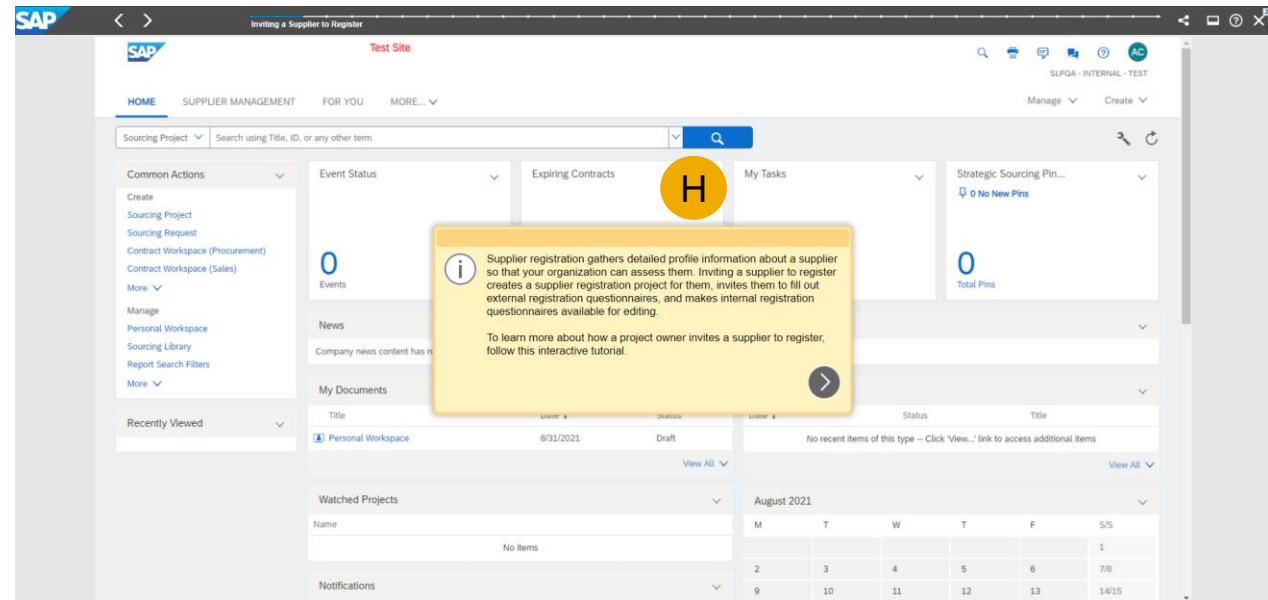 SAP
Inviting a Supplier to Register
SAP
Test Site
AC
SLPQA - INTERNAL - TEST
HOME
SUPPLIER MANAGEMENT
FOR YOU
MORE...
Manage
Create
Sourcing Project
Search using Title, ID, or any other term
Common Actions
Create
Sourcing Project
Sourcing Request
Contract Workspace (Procurement)
Contract Workspace (Sales)
More
Manage
Personal Workspace
Sourcing Library
Report Search Filters
More
Recently Viewed
Event Status
0
Events
Expiring Contracts
H
My Tasks
Strategic Sourcing Pin...
0 No New Pins
0
Total Pins
Supplier registration gathers detailed profile information about a supplier
so that your organization can assess them. Inviting a supplier to register
creates a supplier registration project for them, invites them to fill out
external registration questionnaires, and makes internal registration
questionnaires available for editing.
To learn more about how a project owner invites a supplier to register,
follow this interactive tutorial.
News
Company news content has
My Documents
Title Date Status
Personal Workspace 8/31/2021 Draft
View All
Date Status Title
No recent items of this type -- Click 'View...' link to access additional items
View All
Watched Projects
Name
No items
Notifications
August 2021
M T W T F S/S
1
2 3 4 5 6 7/8
9 10 11 12 13 14/15